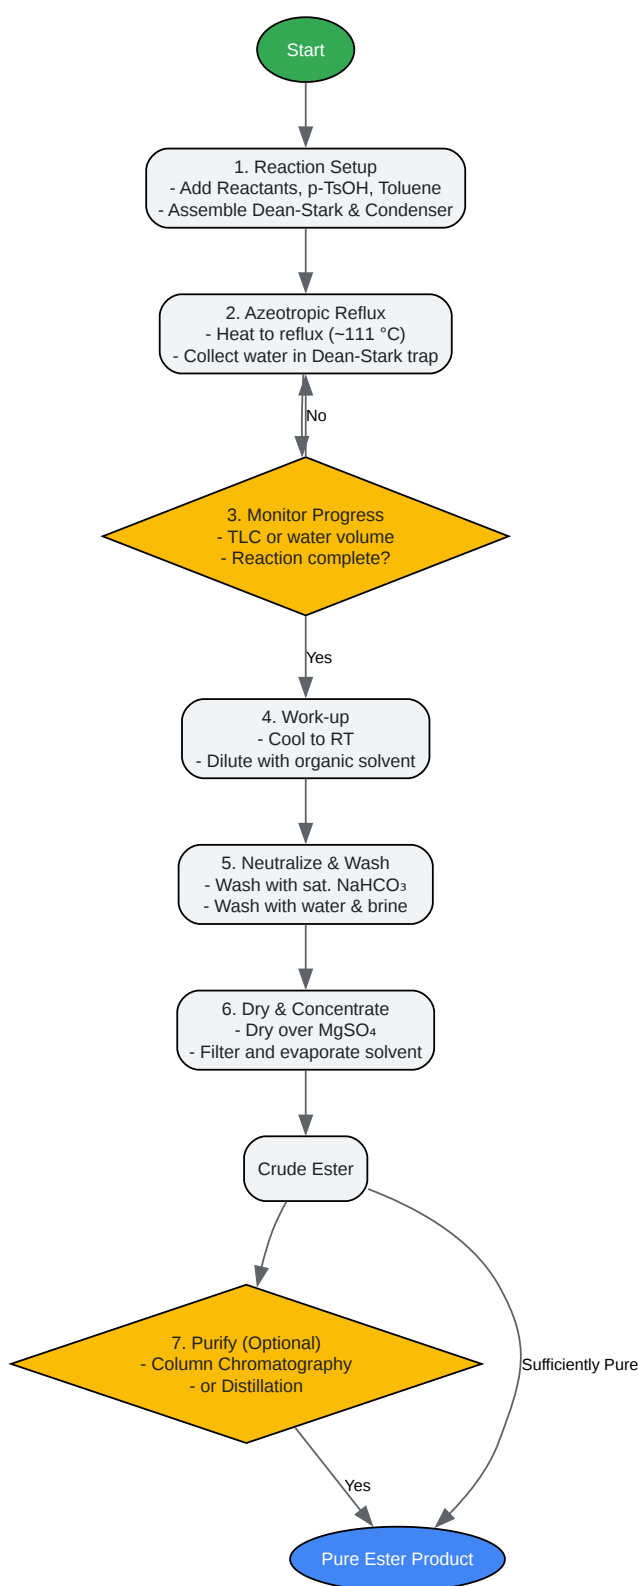 Start
1. Reaction Setup
- Add Reactants, p-TsOH, Toluene
- Assemble Dean-Stark & Condenser
2. Azeotropic Reflux
- Heat to reflux (~111 °C)
- Collect water in Dean-Stark trap
No
3. Monitor Progress
- TLC or water volume
- Reaction complete?
Yes
4. Work-up
- Cool to RT
- Dilute with organic solvent
5. Neutralize & Wash
- Wash with sat. NaHCO₃
- Wash with water & brine
6. Dry & Concentrate
- Dry over MgSO₄
- Filter and evaporate solvent
Crude Ester
7. Purify (Optional)
- Column Chromatography
- or Distillation
Sufficiently Pure
Yes
Pure Ester Product